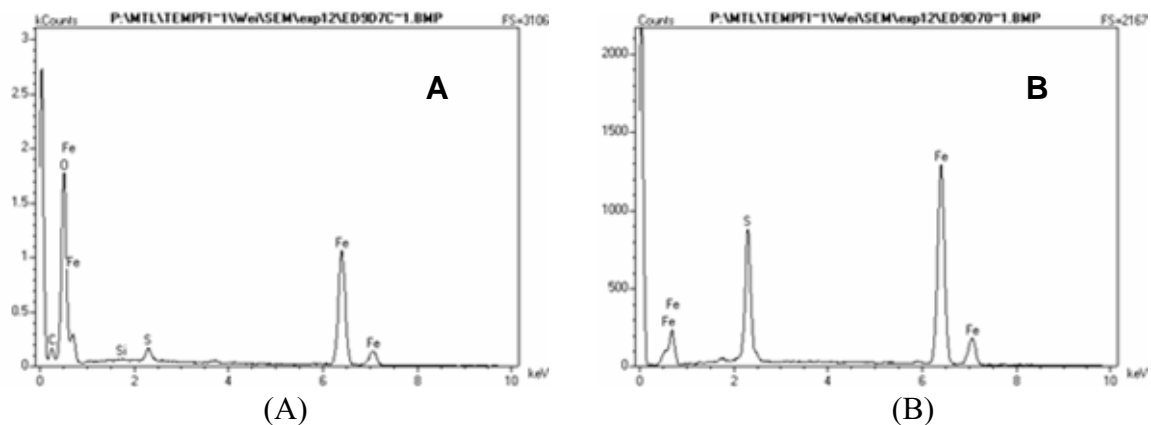 P:\MTL\TEMPFI~1\Wei\SEM\exp12\ED9D7C~1.BMP
kCounts
FS=3106
A
3
2.5
2
1.5
1
0.5
0
Fe
O
Fe
C
Si
S
Fe
Fe
0 2 4 6 8 10
keV
(A)
P:\MTL\TEMPFI~1\Wei\SEM\exp12\ED9D70~1.BMP
Counts
FS=2167
B
2000
1500
1000
500
0
Fe
Fe
S
Fe
Fe
0 2 4 6 8 10
keV
(B)